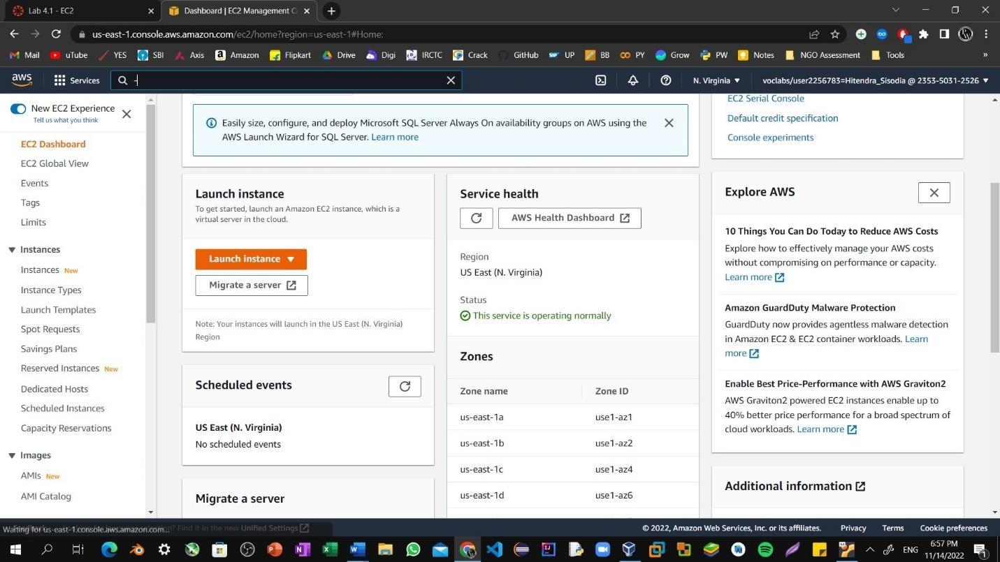 Lab 4.1 - EC2
Dashboard | EC2 Management Co
us-east-1.console.aws.amazon.com/ec2/home?region=us-east-1#Home:
Mail uTube YES SBI Axis Amazon Flipkart Drive Digi IRCTC Crack GitHub UP BB PY Grow PW Notes NGO Assessment Tools »
aws Services - N. Virginia voclabs/user2256783=Hitendra_Sisodia @ 2353-5031-2526
New EC2 Experience
Tell us what you think
EC2 Dashboard
EC2 Global View
Events
Tags
Limits
Instances
Instances New
Instance Types
Launch Templates
Spot Requests
Savings Plans
Reserved Instances New
Dedicated Hosts
Scheduled Instances
Capacity Reservations
Images
AMIs New
AMI Catalog
Easily size, configure, and deploy Microsoft SQL Server Always On availability groups on AWS using the
AWS Launch Wizard for SQL Server. Learn more
Launch instance
To get started, launch an Amazon EC2 instance, which is a
virtual server in the cloud.
Launch instance
Migrate a server
Note: Your instances will launch in the US East (N. Virginia)
Region
Scheduled events
US East (N. Virginia)
No scheduled events
Migrate a server
Service health
AWS Health Dashboard
Region
US East (N. Virginia)
Status
This service is operating normally
Zones
Zone name Zone ID
us-east-1a use1-az1
us-east-1b use1-az2
us-east-1c use1-az4
us-east-1d use1-az6
EC2 Serial Console
Default credit specification
Console experiments
Explore AWS
10 Things You Can Do Today to Reduce AWS Costs
Explore how to effectively manage your AWS costs
without compromising on performance or capacity.
Learn more
Amazon GuardDuty Malware Protection
GuardDuty now provides agentless malware detection
in Amazon EC2 & EC2 container workloads. Learn
more
Enable Best Price-Performance with AWS Graviton2
AWS Graviton2 powered EC2 instances enable up to
40% better price performance for a broad spectrum of
cloud workloads. Learn more
Additional information
Waiting for us-east-1.console.aws.amazon.com...
Find it in the new Unified Settings
© 2022, Amazon Web Services, Inc. or its affiliates. Privacy Terms Cookie preferences
ENG
6:57 PM
11/14/2022
1